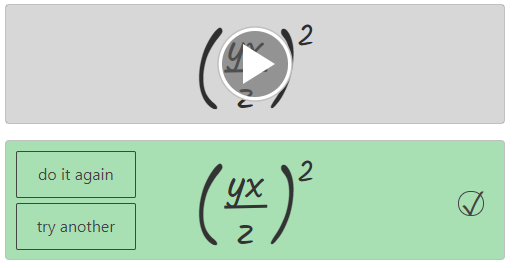 (yx/z)²
do it again
try another
(yx/z)²